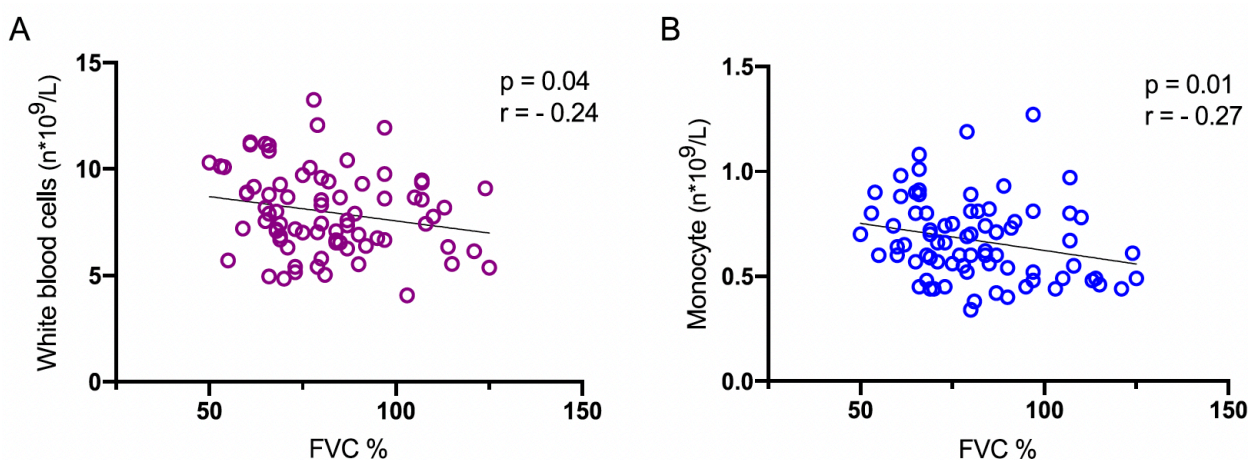 A
White blood cells (n*10⁹/L)
15
10
5
0
50
100
150
FVC %
p = 0.04
r = - 0.24
B
Monocyte (n*10⁹/L)
1.5
1.0
0.5
0.0
50
100
150
FVC %
p = 0.01
r = - 0.27